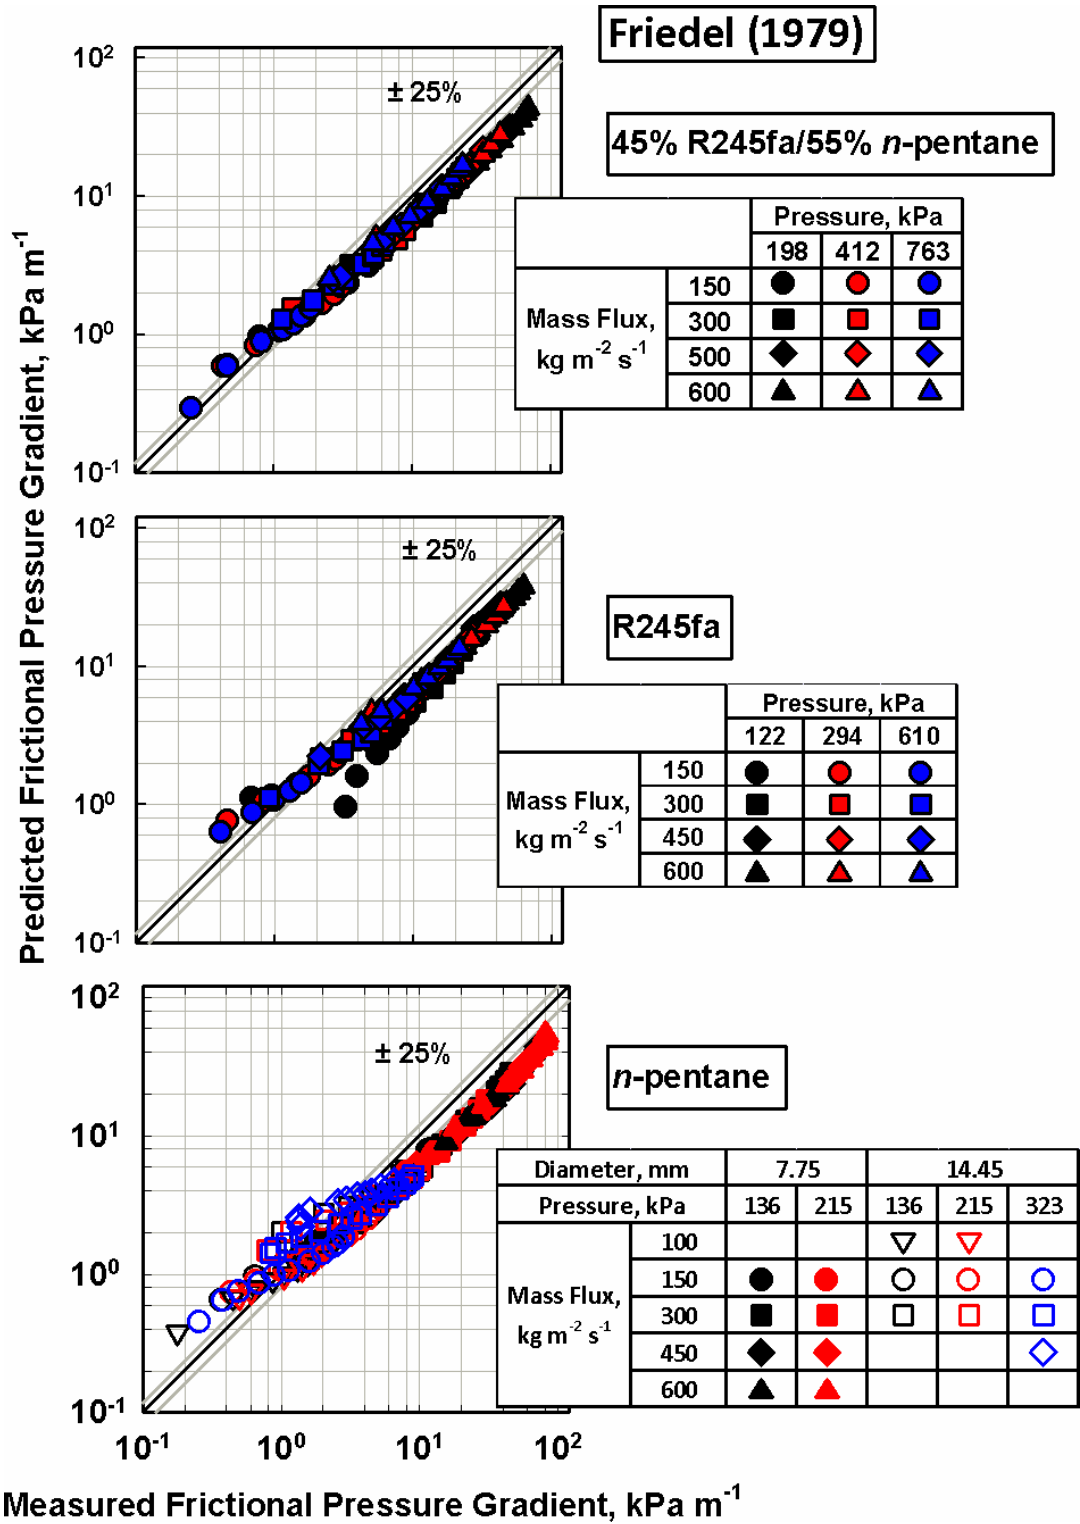 Friedel (1979)
10²
± 25%
45% R245fa/55% n-pentane
10¹
10⁰
10⁻¹
Pressure, kPa
198 412 763
Mass Flux, kg m⁻² s⁻¹
150
300
500
600
Predicted Frictional Pressure Gradient, kPa m⁻¹
10²
± 25%
R245fa
10¹
10⁰
10⁻¹
Pressure, kPa
122 294 610
Mass Flux, kg m⁻² s⁻¹
150
300
450
600
10²
± 25%
n-pentane
10¹
10⁰
10⁻¹
Diameter, mm 7.75 14.45
Pressure, kPa 136 215 136 215 323
Mass Flux, kg m⁻² s⁻¹
100
150
300
450
600
10⁻¹ 10⁰ 10¹ 10²
Measured Frictional Pressure Gradient, kPa m⁻¹